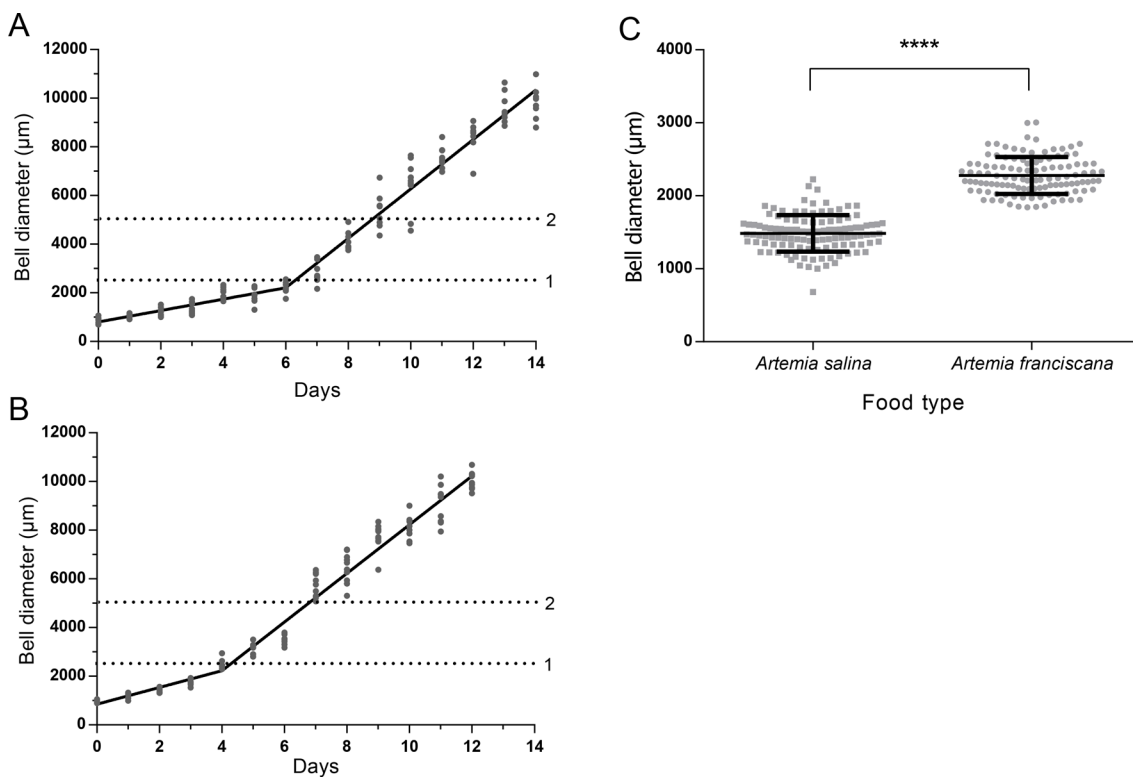 A
Bell diameter (µm)
12000
10000
8000
6000
4000
2000
0
2
1
0 2 4 6 8 10 12 14
Days
B
Bell diameter (µm)
12000
10000
8000
6000
4000
2000
0
2
1
0 2 4 6 8 10 12 14
Days
C
****
Bell diameter (µm)
4000
3000
2000
1000
0
Artemia salina Artemia franciscana
Food type